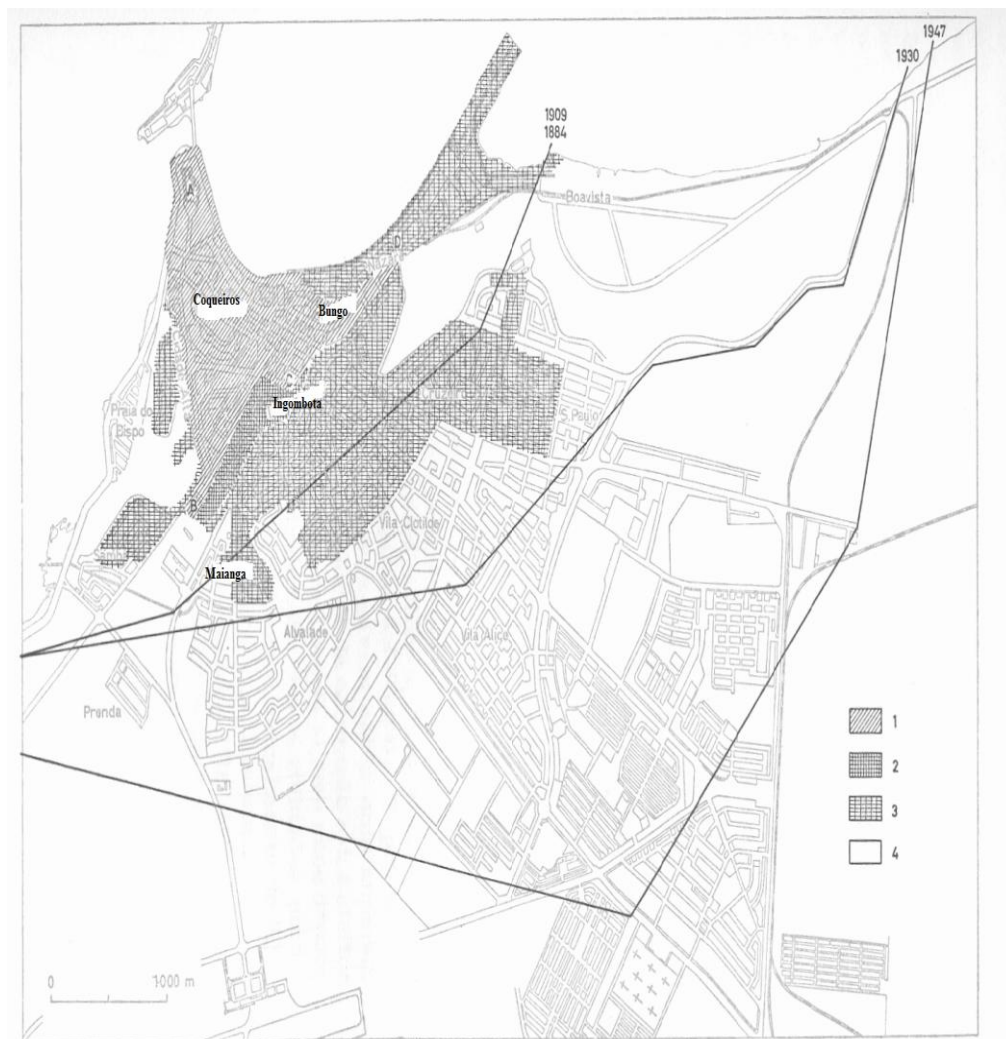 1947
1930
1909
1884
Boavista
A
D
Coqueiros
Bungo
C
Ingombota
Cruzeiro
S. Paulo
Praia do
Bispo
B
Vila Clotilde
Maianga
Alvalade
Vila Alice
Prenda
1
2
3
4
0
1000 m